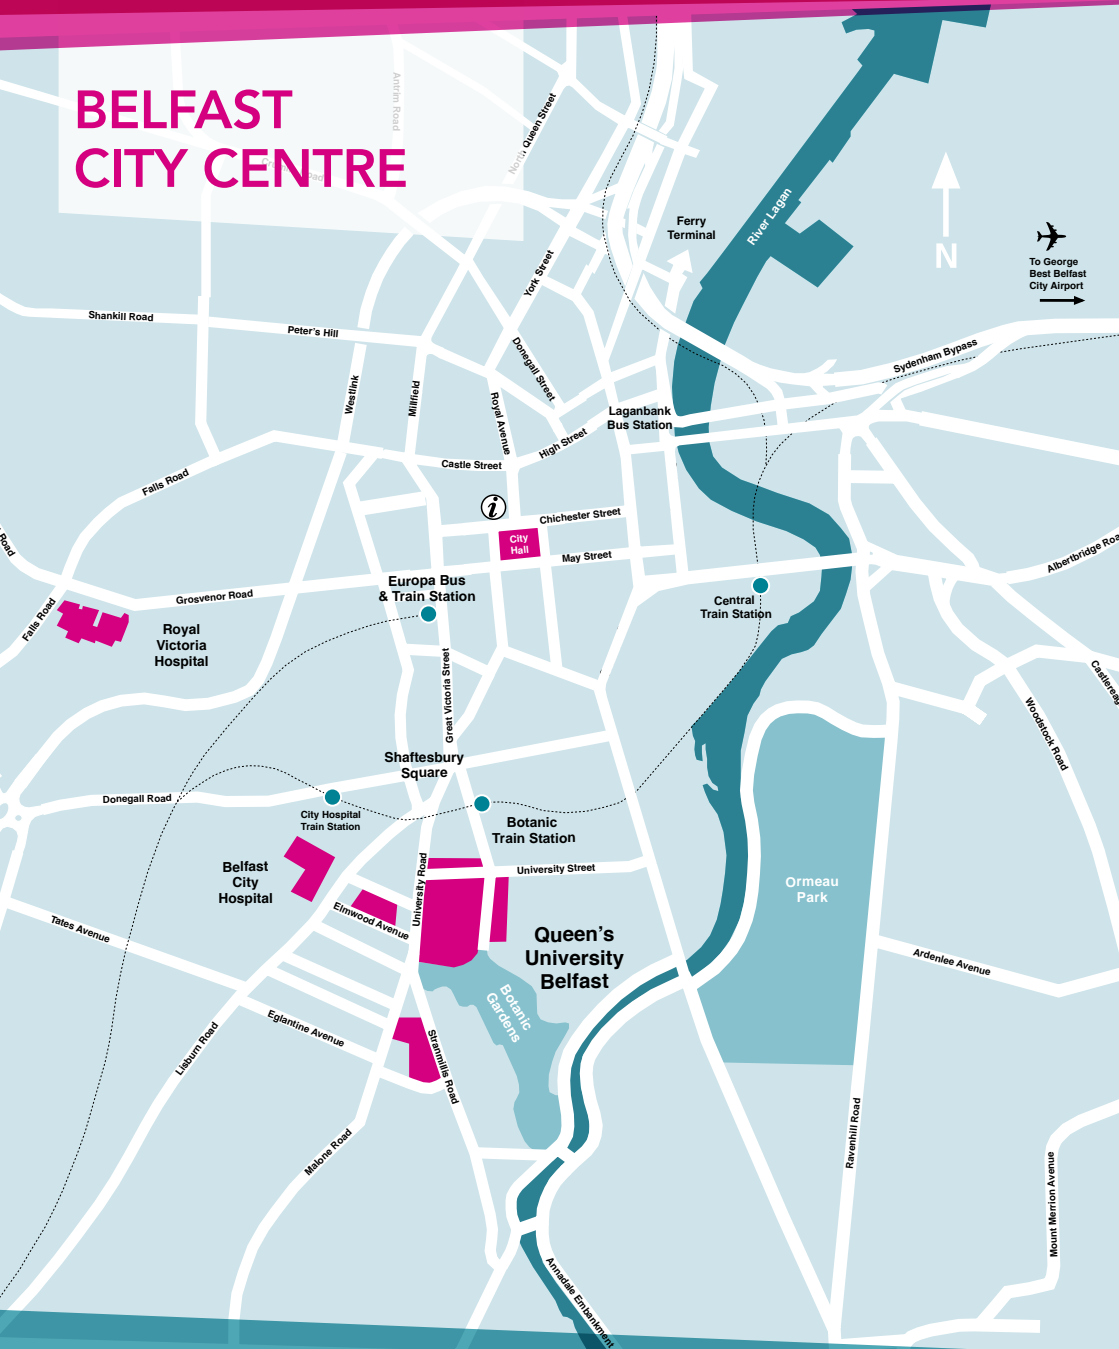 BELFAST
CITY CENTRE
Antrim Road
North Queen Street
Ferry
Terminal
River Lagan
N
To George
Best Belfast
City Airport
York Street
Shankill Road
Peter's Hill
Donegall Street
Sydenham Bypass
Westlink
Millfield
Royal Avenue
Laganbank
Bus Station
High Street
Castle Street
Falls Road
i
Chichester Street
City
Hall
May Street
Road
Albertbridge Roa
Europa Bus
& Train Station
Grosvenor Road
Central
Train Station
Falls Road
Royal
Victoria
Hospital
Great Victoria Street
Castlereag
Woodstock Road
Shaftesbury
Square
Donegall Road
City Hospital
Train Station
Botanic
Train Station
Belfast
City
Hospital
University Road
University Street
Ormeau
Park
Elmwood Avenue
Tates Avenue
Queen's
University
Belfast
Ardenlee Avenue
Botanic
Gardens
Eglantine Avenue
Lisburn Road
Stranmillis Road
Malone Road
Ravenhill Road
Mount Merrion Avenue
Annadale Embankment